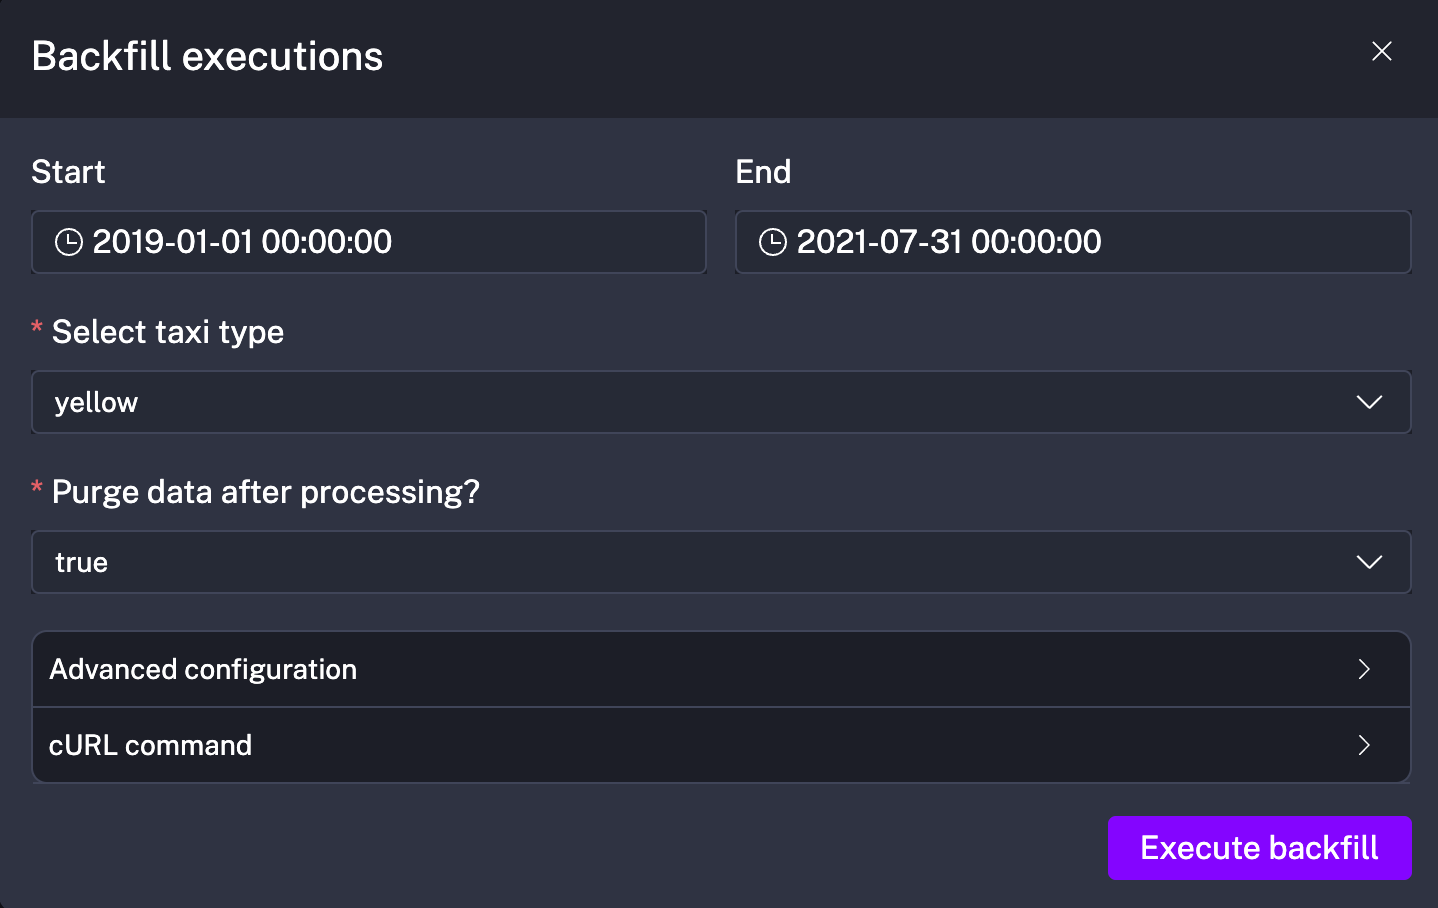 Backfill executions
Start
End
2019-01-01 00:00:00
2021-07-31 00:00:00
* Select taxi type
yellow
* Purge data after processing?
true
Advanced configuration
cURL command
Execute backfill